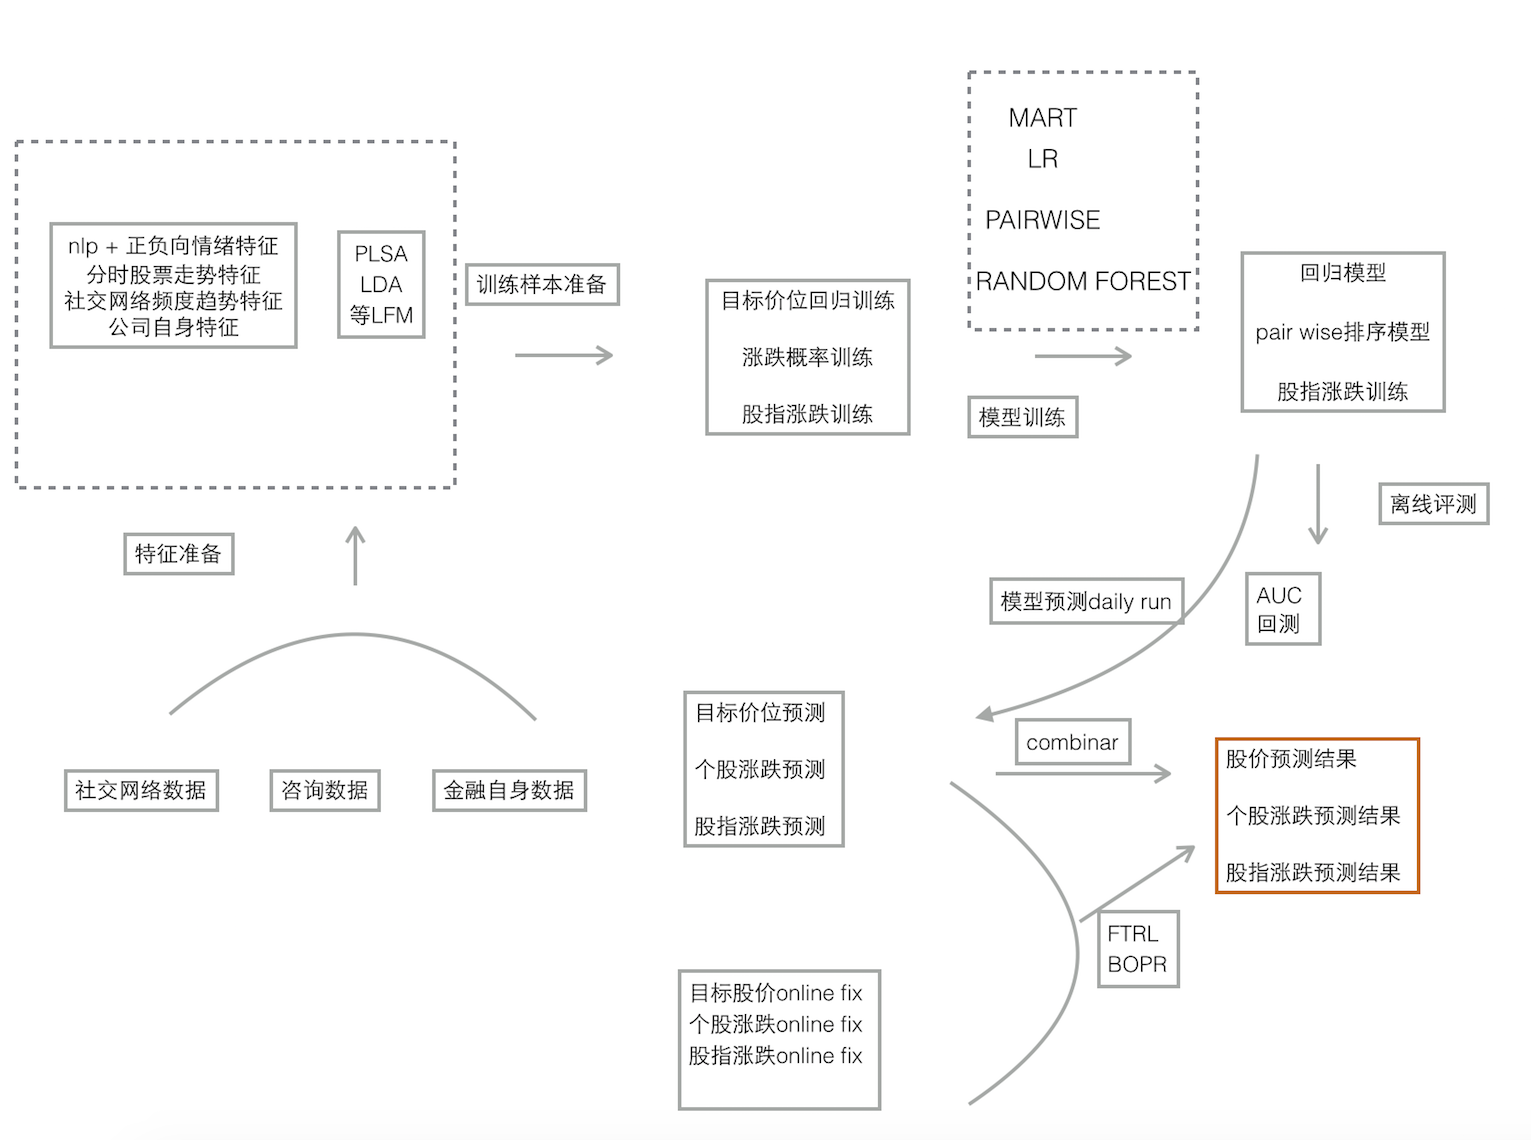 MART
LR
PAIRWISE
RANDOM FOREST
nlp + 正负向情绪特征
分时股票走势特征
社交网络频度趋势特征
公司自身特征
PLSA
LDA
等LFM
训练样本准备
目标价位回归训练
涨跌概率训练
股指涨跌训练
模型训练
回归模型
pair wise排序模型
股指涨跌训练
离线评测
特征准备
模型预测daily run
AUC
回测
社交网络数据
咨询数据
金融自身数据
目标价位预测
个股涨跌预测
股指涨跌预测
combinar
股价预测结果
个股涨跌预测结果
股指涨跌预测结果
FTRL
BOPR
目标股价online fix
个股涨跌online fix
股指涨跌online fix